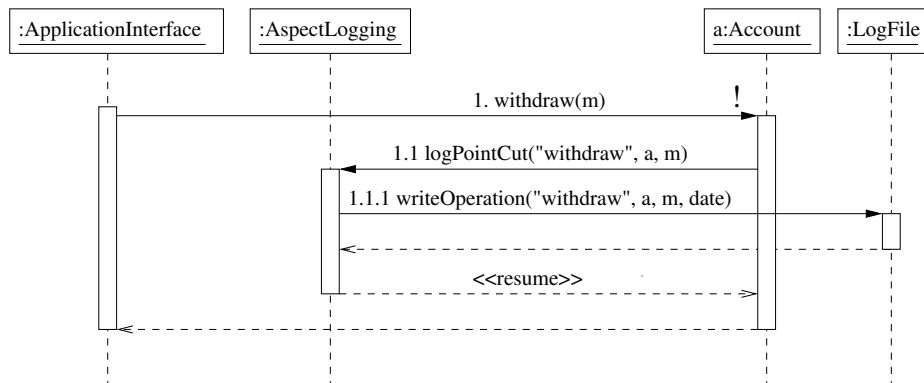 :ApplicationInterface
:AspectLogging
a:Account
:LogFile
1. withdraw(m)
!
1.1 logPointCut("withdraw", a, m)
1.1.1 writeOperation("withdraw", a, m, date)
<<resume>>